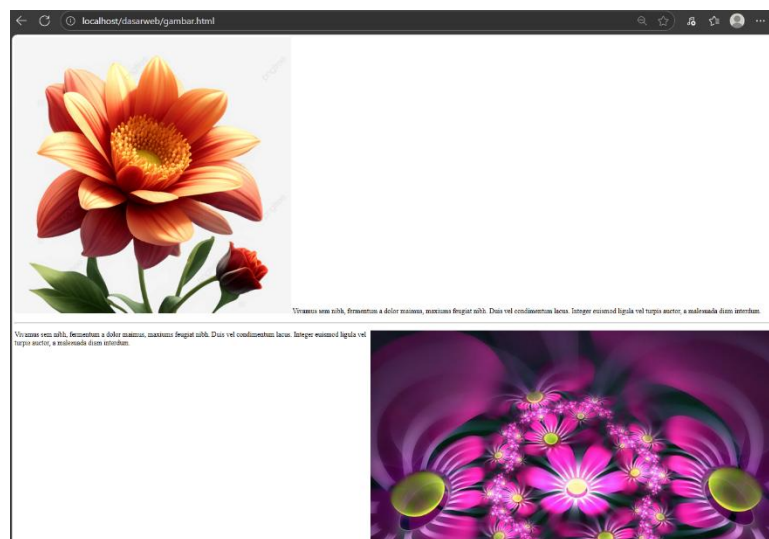 localhost/dasarweb/gambar.html
Vivamus sem nibh, fermentum a dolor maimus, maximus feugiat nibh. Duis vel condimentum lacus. Integer euismod ligula vel turpis auctor, a malesuada diam interdum.
Vivamus sem nibh, fermentum a dolor maimus, maxiums feugiat nibh. Duis vel condimentum lacus. Integer euismod ligula vel
turpis auctor, a malesuada diam interdum.